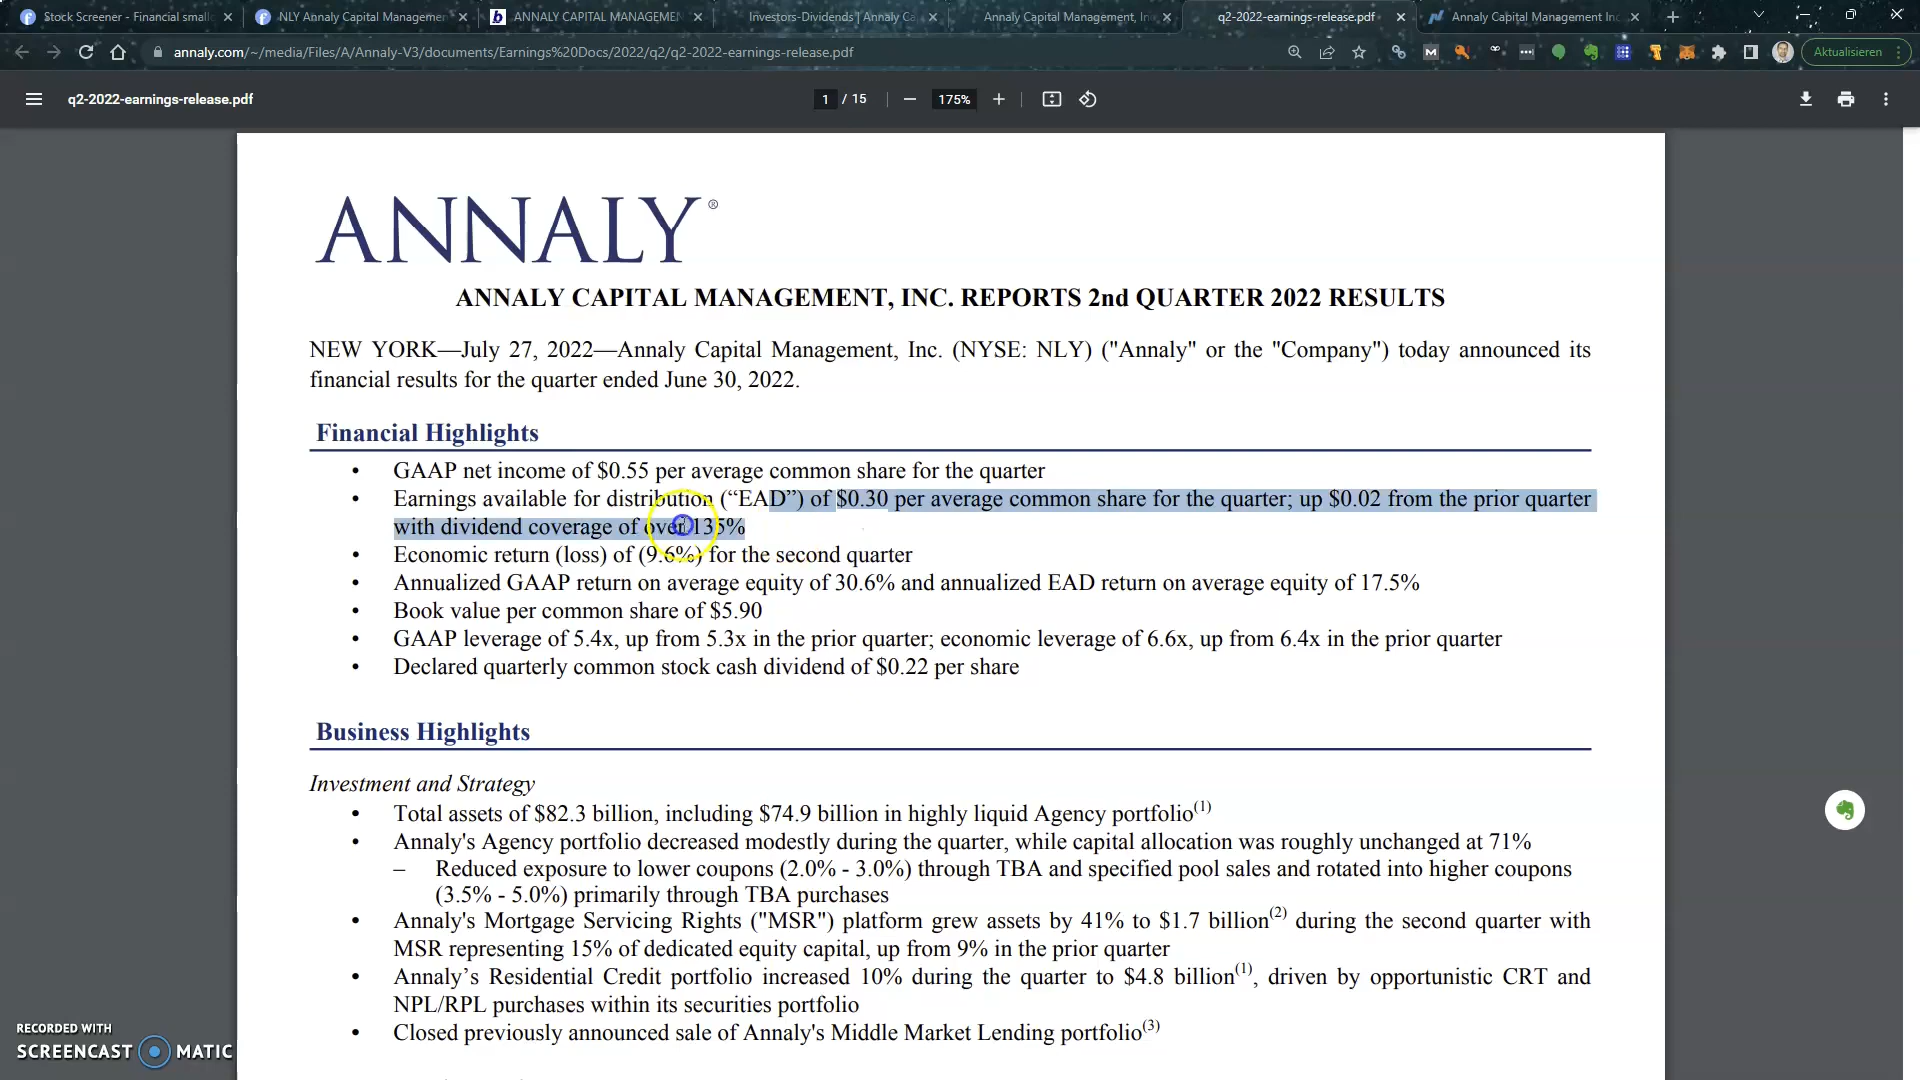 Stock Screener - Financial small
NLY Annaly Capital Managemen
ANNALY CAPITAL MANAGEMEN
Investors-Dividends | Annaly Ca
Annaly Capital Management, In
q2-2022-earnings-release.pdf
Annaly Capital Management Inc
annaly.com/~/media/Files/A/Annaly-V3/documents/Earnings%20Docs/2022/q2/q2-2022-earnings-release.pdf
Aktualisieren
q2-2022-earnings-release.pdf
1 / 15
175%
ANNALY®
ANNALY CAPITAL MANAGEMENT, INC. REPORTS 2nd QUARTER 2022 RESULTS
NEW YORK—July 27, 2022—Annaly Capital Management, Inc. (NYSE: NLY) ("Annaly" or the "Company") today announced its
financial results for the quarter ended June 30, 2022.
Financial Highlights
• GAAP net income of $0.55 per average common share for the quarter
• Earnings available for distribution (“EAD”) of $0.30 per average common share for the quarter; up $0.02 from the prior quarter
with dividend coverage of over 135%
• Economic return (loss) of (9.6%) for the second quarter
• Annualized GAAP return on average equity of 30.6% and annualized EAD return on average equity of 17.5%
• Book value per common share of $5.90
• GAAP leverage of 5.4x, up from 5.3x in the prior quarter; economic leverage of 6.6x, up from 6.4x in the prior quarter
• Declared quarterly common stock cash dividend of $0.22 per share
Business Highlights
Investment and Strategy
• Total assets of $82.3 billion, including $74.9 billion in highly liquid Agency portfolio(1)
• Annaly's Agency portfolio decreased modestly during the quarter, while capital allocation was roughly unchanged at 71%
– Reduced exposure to lower coupons (2.0% - 3.0%) through TBA and specified pool sales and rotated into higher coupons
(3.5% - 5.0%) primarily through TBA purchases
• Annaly's Mortgage Servicing Rights ("MSR") platform grew assets by 41% to $1.7 billion(2) during the second quarter with
MSR representing 15% of dedicated equity capital, up from 9% in the prior quarter
• Annaly’s Residential Credit portfolio increased 10% during the quarter to $4.8 billion(1), driven by opportunistic CRT and
NPL/RPL purchases within its securities portfolio
• Closed previously announced sale of Annaly's Middle Market Lending portfolio(3)
RECORDED WITH
SCREENCAST MATIC